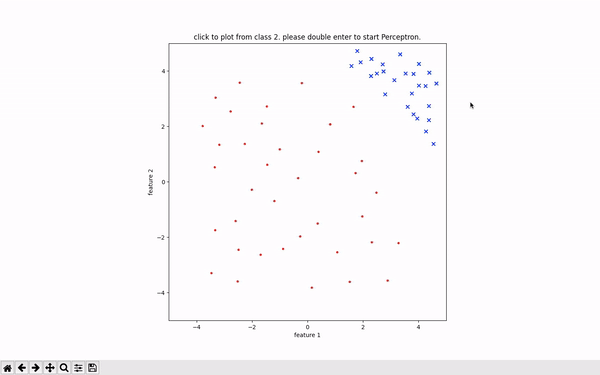 click to plot from class 2. please double enter to start Perceptron.
4
2
0
−2
−4
feature 2
−4 −2 0 2 4
feature 1